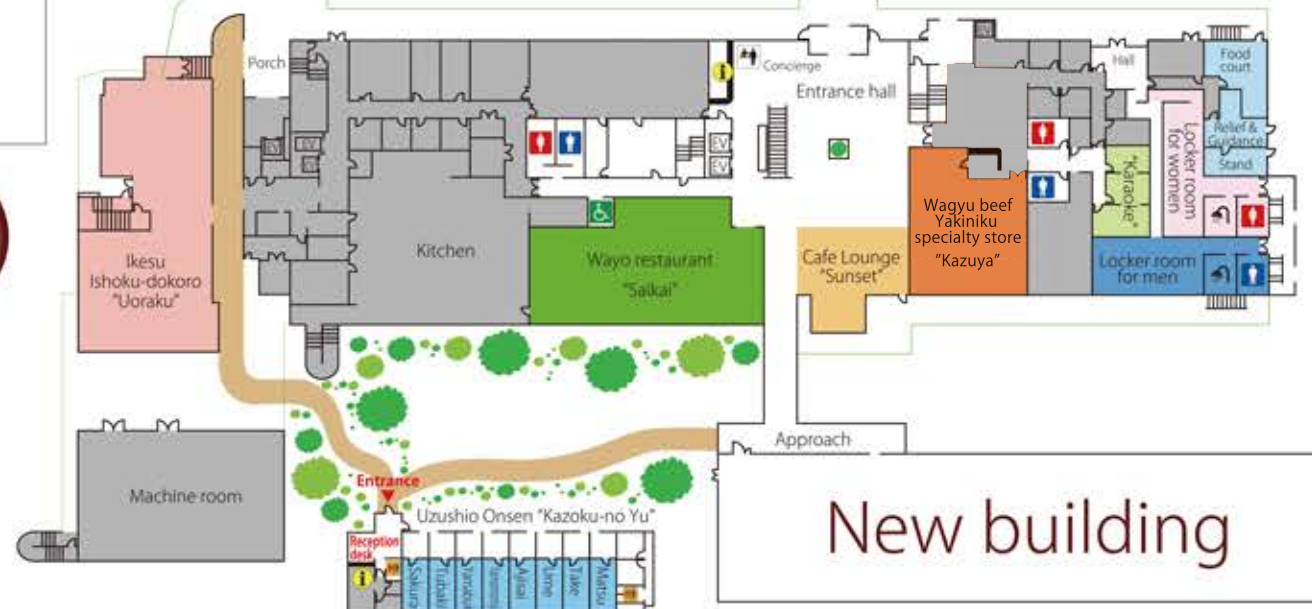 Porch
Concierge
Entrance hall
Hall
Food
court
EV
EV
EV
EV
EV
Relief &
Guidance
Stand
Locker room
for women
"Karaoke"
Wagyu beef
Yakiniku
specialty store
"Kazuya"
Ikesu
Ishoku-dokoro
"Uoraku"
Kitchen
Wayo restaurant
"Saikai"
Cafe Lounge
"Sunset"
Locker room
for men
Approach
Machine room
Entrance
Uzushio Onsen "Kazoku-no Yu"
New building
Reception
desk
Sakura
Tubaki
Ajisai
Ume
Take
Matsu